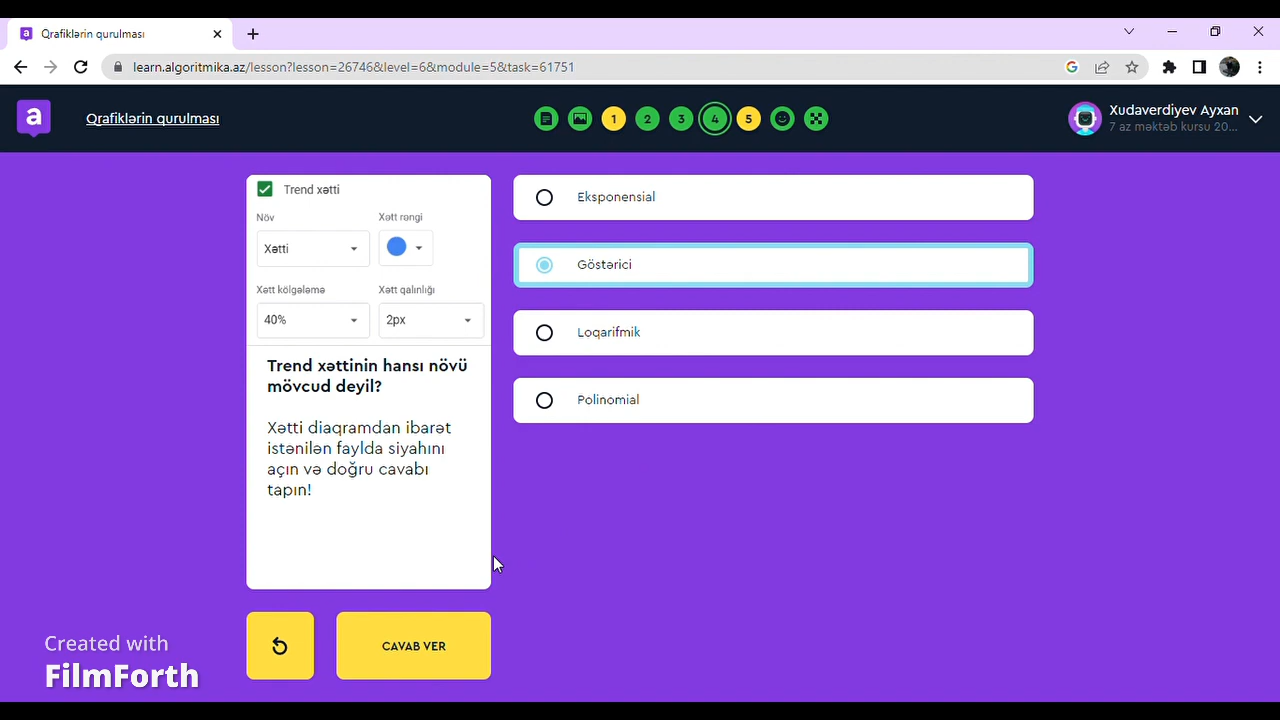 Qrafiklərin qurulması
learn.algoritmika.az/lesson?lesson=26746&level=6&module=5&task=61751
a
Qrafiklərin qurulması
1
2
3
4
5
Xudaverdiyev Ayxan
7 az məktəb kursu 20...
Trend xətti
Növ
Xətt rəngi
Xətti
Xətt kölgələmə
Xətt qalınlığı
40%
2px
Trend xəttinin hansı növü
mövcud deyil?
Xətti diaqramdan ibarət
istənilən faylda siyahını
açın və doğru cavabı
tapın!
Eksponensial
Göstərici
Loqarifmik
Polinomial
CAVAB VER
Created with
FilmForth